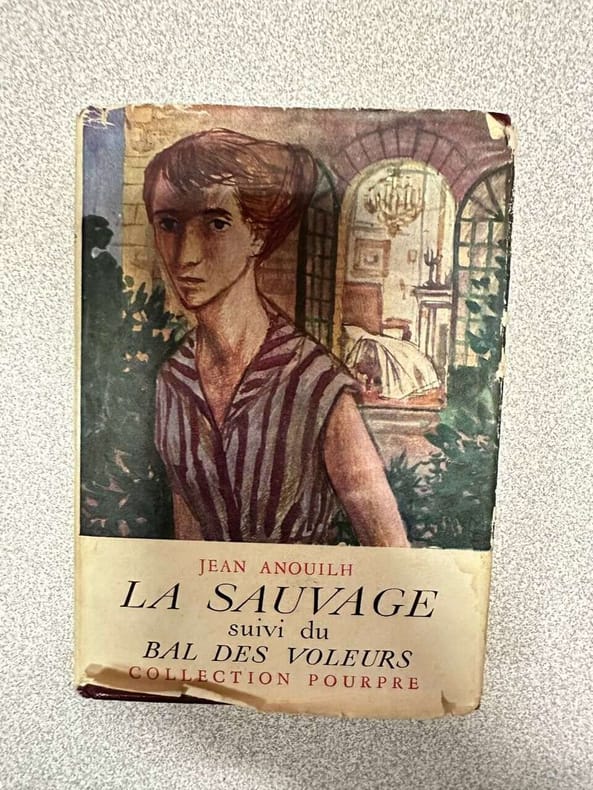 JEAN ANOUILH
LA SAUVAGE
suivi du
BAL DES VOLEURS
COLLECTION POURPRE